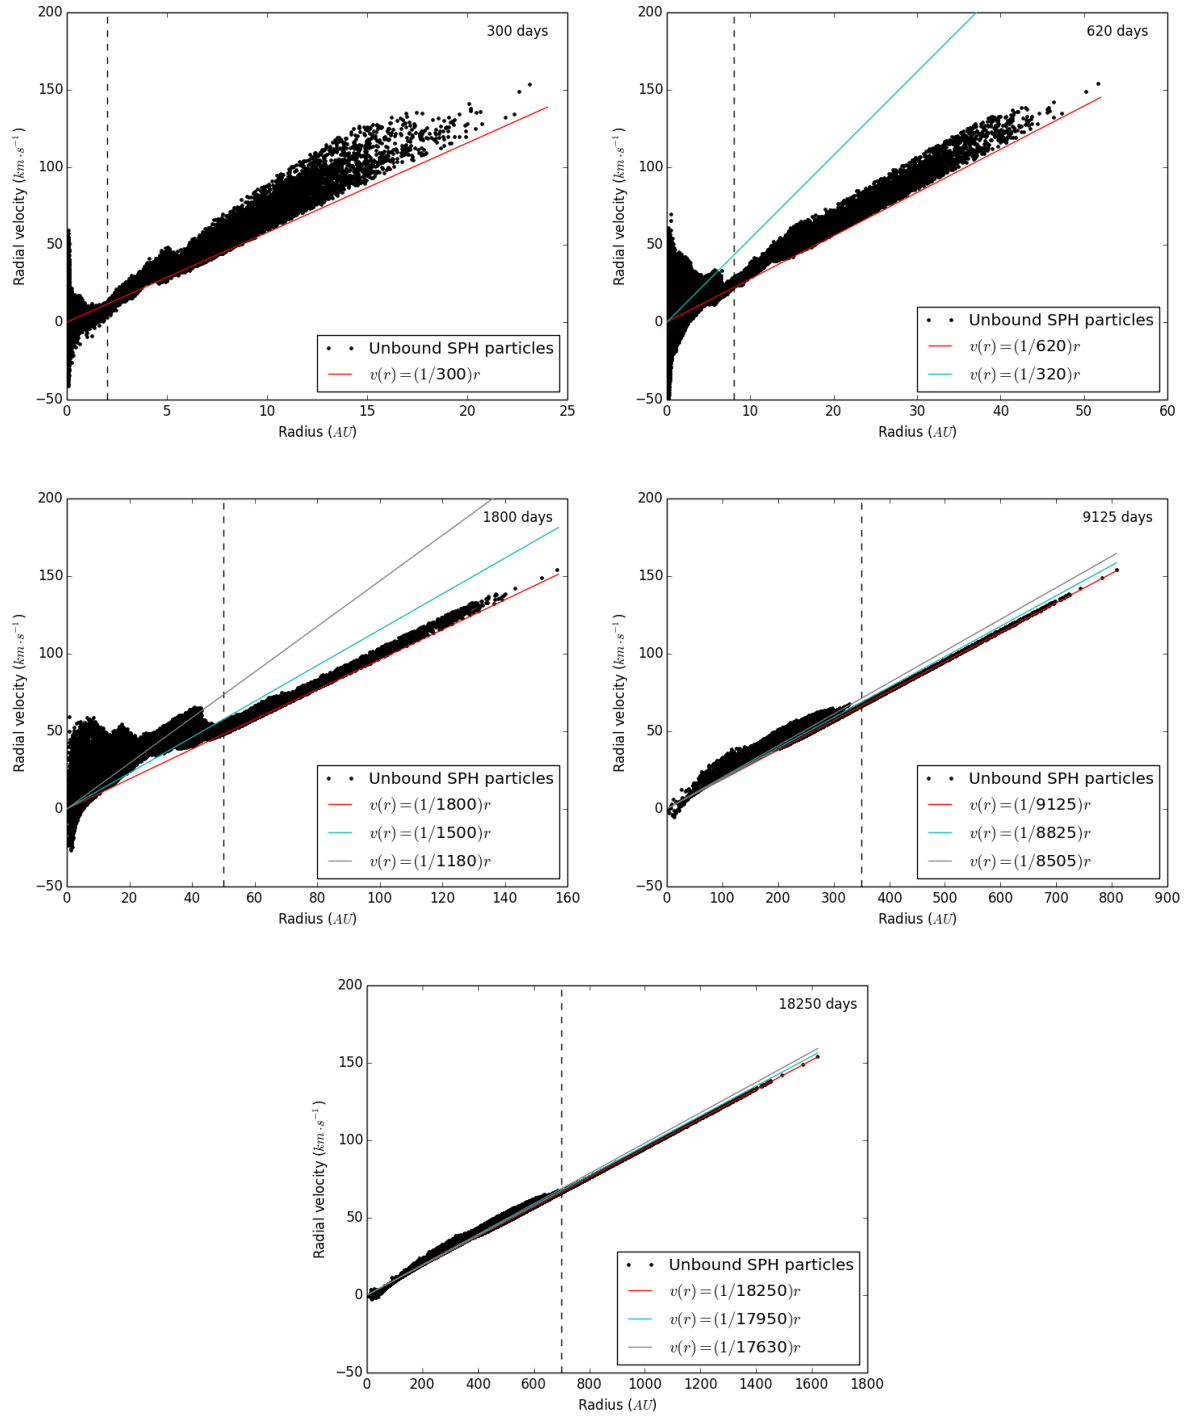 300 days
200
150
100
50
0
−50
Radial velocity (km·s⁻¹)
Unbound SPH particles
v(r)=(1/300)r
0 5 10 15 20 25
Radius (AU)
620 days
200
150
100
50
0
−50
Radial velocity (km·s⁻¹)
Unbound SPH particles
v(r)=(1/620)r
v(r)=(1/320)r
0 10 20 30 40 50 60
Radius (AU)
1800 days
200
150
100
50
0
−50
Radial velocity (km·s⁻¹)
Unbound SPH particles
v(r)=(1/1800)r
v(r)=(1/1500)r
v(r)=(1/1180)r
0 20 40 60 80 100 120 140 160
Radius (AU)
9125 days
200
150
100
50
0
−50
Radial velocity (km·s⁻¹)
Unbound SPH particles
v(r)=(1/9125)r
v(r)=(1/8825)r
v(r)=(1/8505)r
0 100 200 300 400 500 600 700 800 900
Radius (AU)
18250 days
200
150
100
50
0
−50
Radial velocity (km·s⁻¹)
Unbound SPH particles
v(r)=(1/18250)r
v(r)=(1/17950)r
v(r)=(1/17630)r
0 200 400 600 800 1000 1200 1400 1600 1800
Radius (AU)